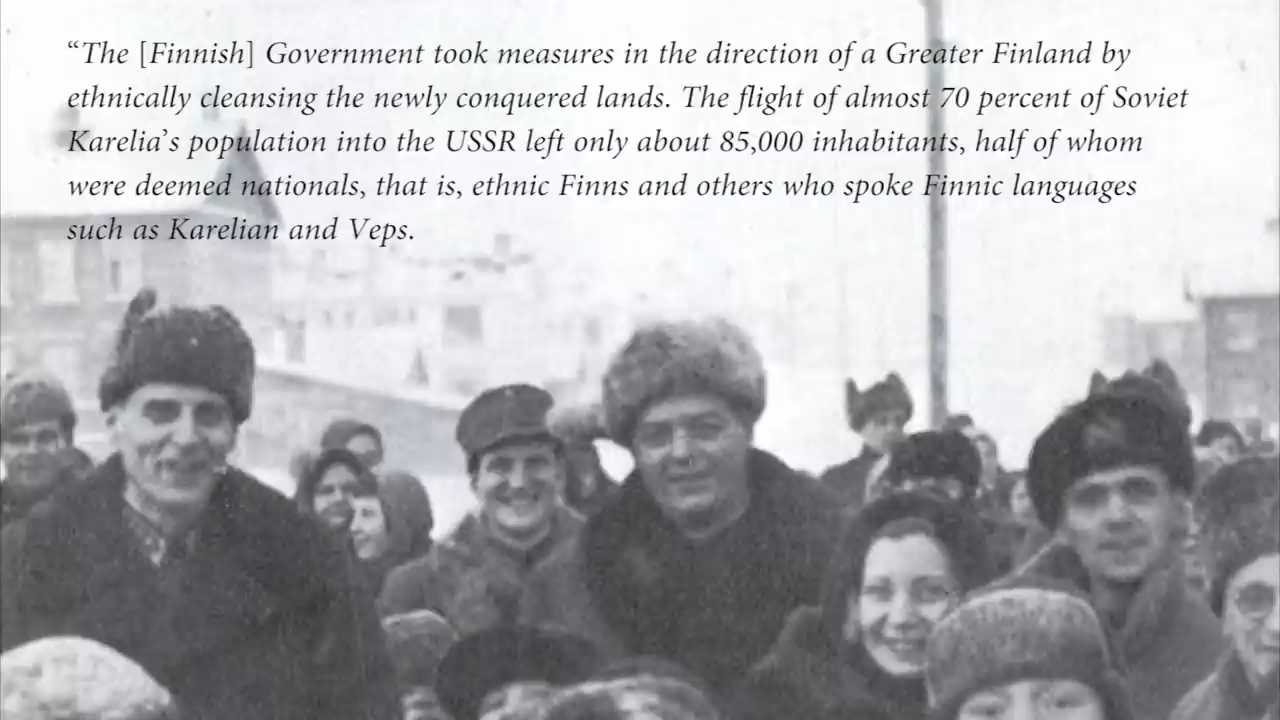 “The [Finnish] Government took measures in the direction of a Greater Finland by
ethnically cleansing the newly conquered lands. The flight of almost 70 percent of Soviet
Karelia’s population into the USSR left only about 85,000 inhabitants, half of whom
were deemed nationals, that is, ethnic Finns and others who spoke Finnic languages
such as Karelian and Veps.